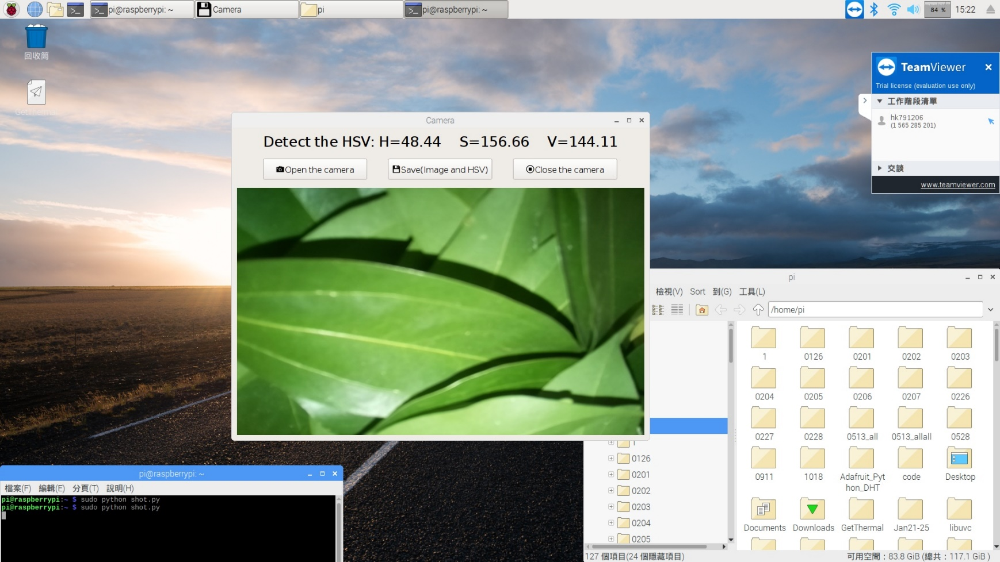 pi@raspberrypi: ~
Camera
pi
pi@raspberrypi: ~
84 %
15:22
回收筒
GetThermal
TeamViewer
Trial license (evaluation use only)
工作階段清單
hk791206
(1 565 285 201)
交談
www.teamviewer.com
Camera
Detect the HSV: H=48.44 S=156.66 V=144.11
Open the camera
Save(Image and HSV)
Close the camera
pi
檢視(V) Sort 到(G) 工具(L)
/home/pi
1 0126 0201 0202 0203
0204 0205 0206 0207 0226
0227 0228 0513_all 0513_allall 0528
0911 1018 Adafruit_Pyt code Desktop
hon_DHT
Documents Downloads GetThermal Jan21-25 libuvc
0126
0201
0202
0203
0204
0205
127 個項目(24 個隱藏項目)
可用空間：83.8 GiB (總共：117.1 GiB )
pi@raspberrypi: ~
檔案(F) 編輯(E) 分頁(T) 說明(H)
pi@raspberrypi:~ $ sudo python shot.py
pi@raspberrypi:~ $ sudo python shot.py